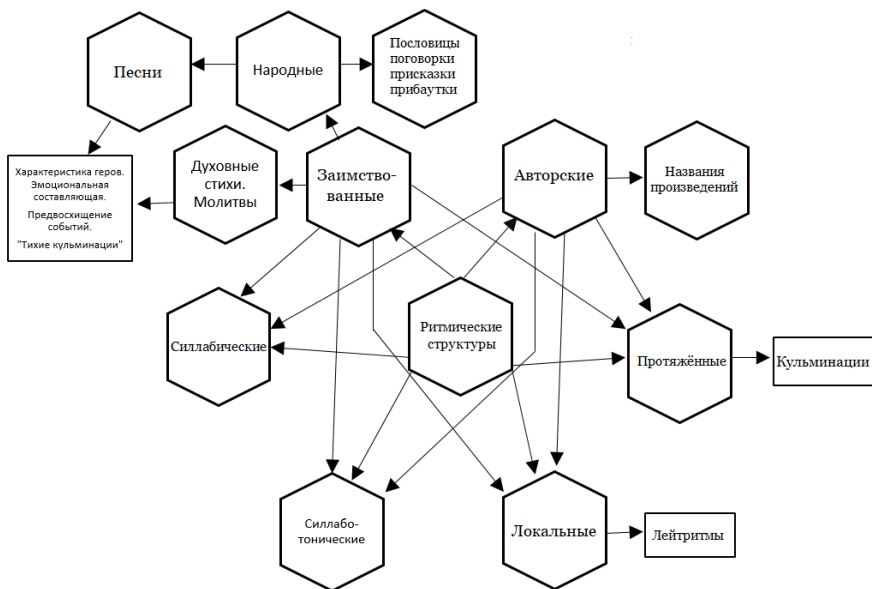 Песни
Народные
Пословицы
поговорки
присказки
прибаутки
Характеристика геров.
Эмоциональная
составляющая.
Предвосхищение
событий.
"Тихие кульминации"
Духовные
стихи.
Молитвы
Заимство-
ванные
Авторские
Названия
произведений
Силлабические
Ритмические
структуры
Протяжённые
Кульминации
Силлабо-
тонические
Локальные
Лейтритмы